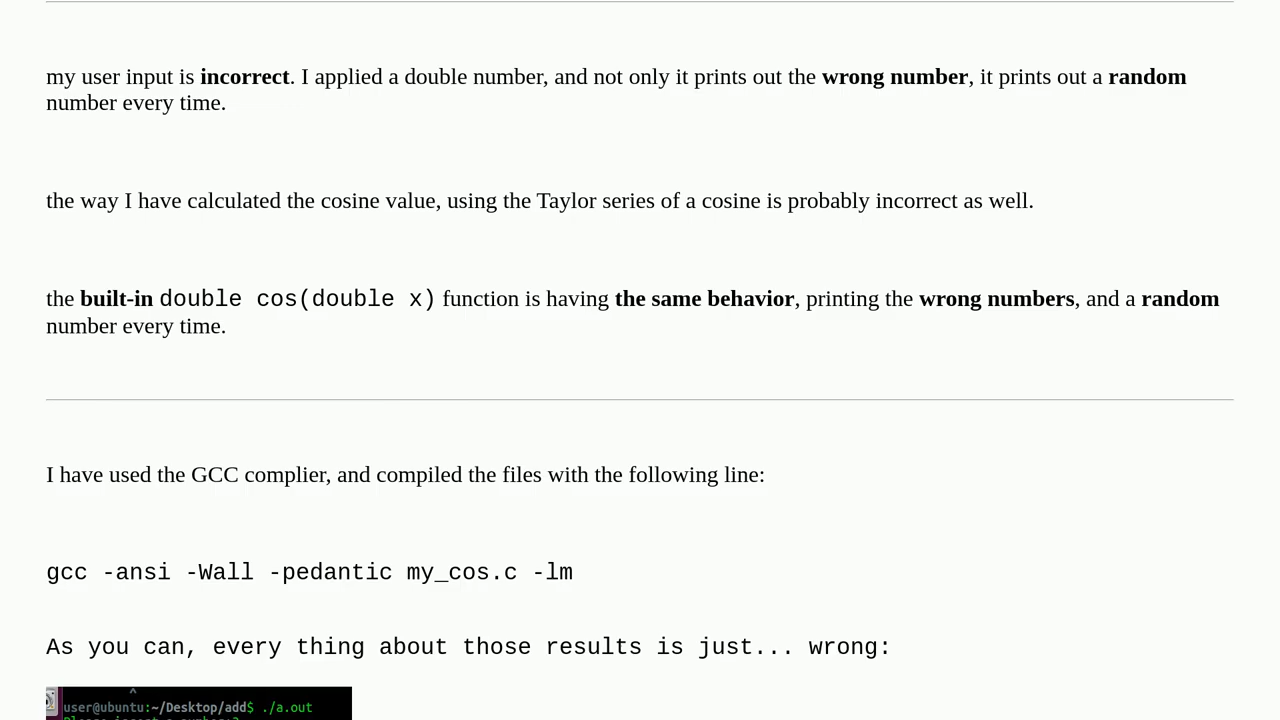 my user input is incorrect. I applied a double number, and not only it prints out the wrong number, it prints out a random
number every time.
the way I have calculated the cosine value, using the Taylor series of a cosine is probably incorrect as well.
the built-in double cos(double x) function is having the same behavior, printing the wrong numbers, and a random
number every time.
I have used the GCC complier, and compiled the files with the following line:
gcc -ansi -Wall -pedantic my_cos.c -lm
As you can, every thing about those results is just... wrong:
^
user@ubuntu:~/Desktop/add$ ./a.out